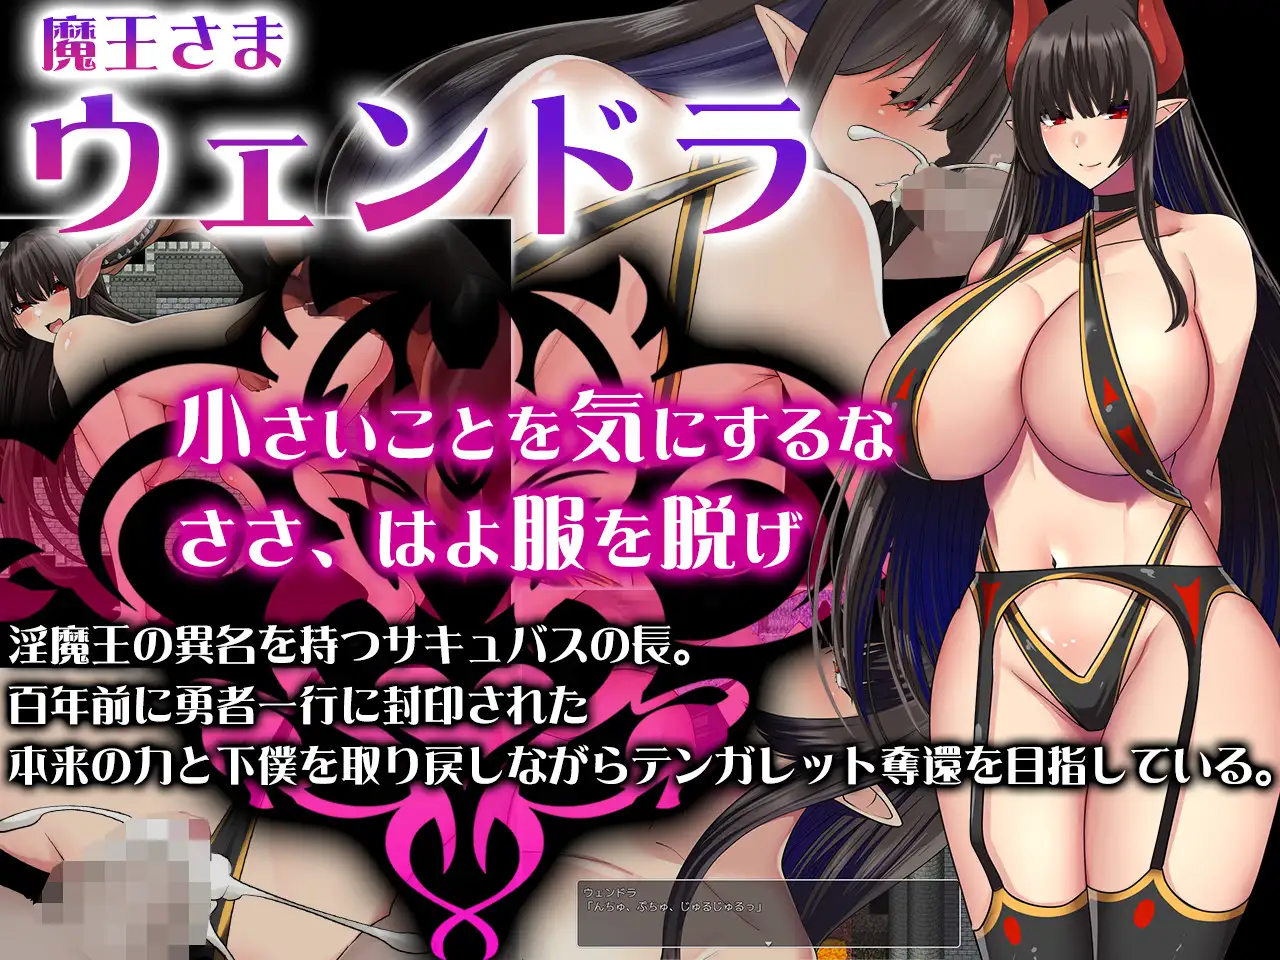 魔王さま
ウェンドラ
小さいことを気にするな
ささ、はよ服を脱げ
淫魔王の異名を持つサキュバスの長。
百年前に勇者一行に封印された
本来の力と下僕を取り戻しながらテンガレット奪還を目指している。
ウェンドラ
「んちゅ、ぷちゅ、じゅるじゅるっ」